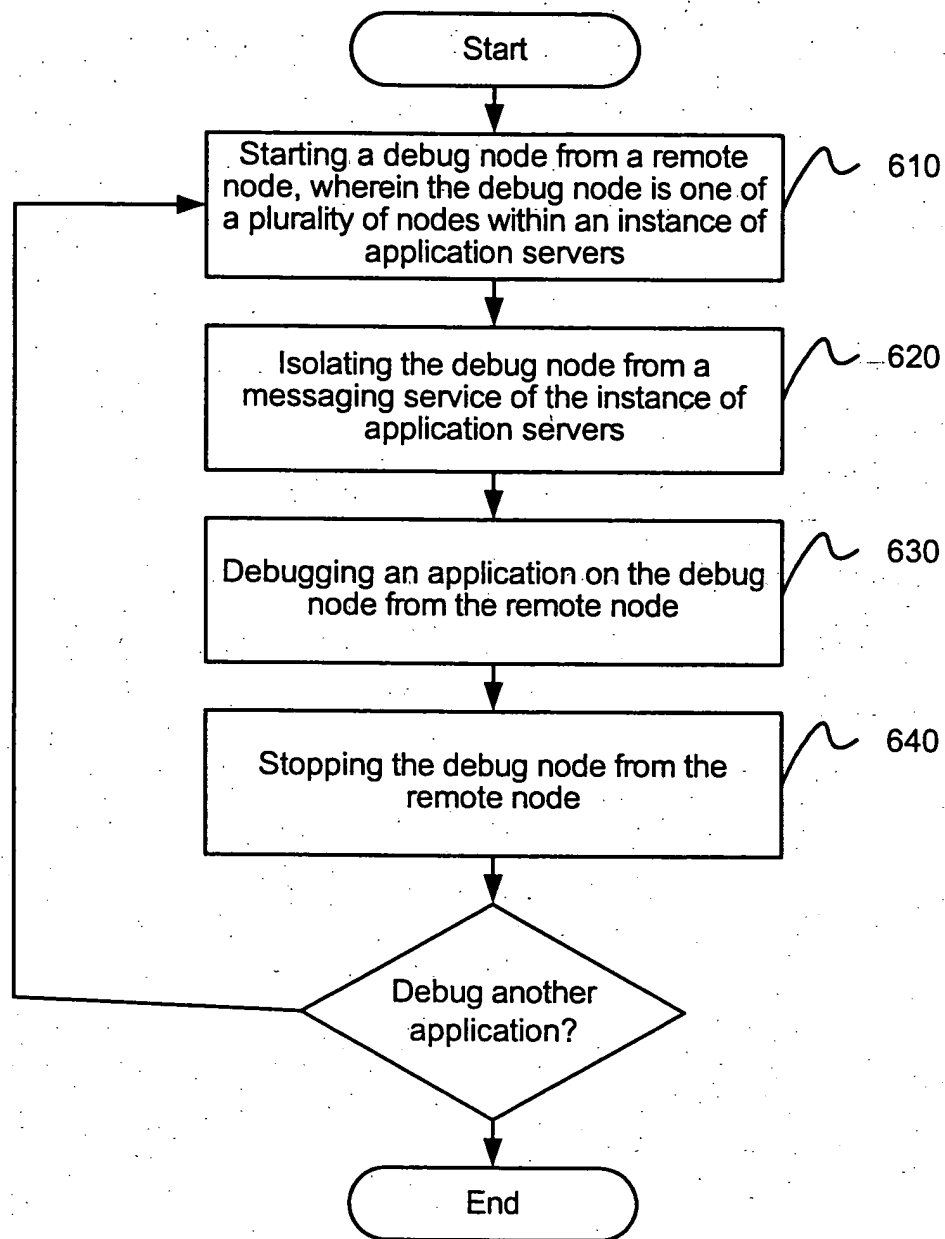 Start
Starting a debug node from a remote
node, wherein the debug node is one of
a plurality of nodes within an instance of
application servers
610
Isolating the debug node from a
messaging service of the instance of
application servers
620
Debugging an application on the debug
node from the remote node
630
Stopping the debug node from the
remote node
640
Debug another
application?
End